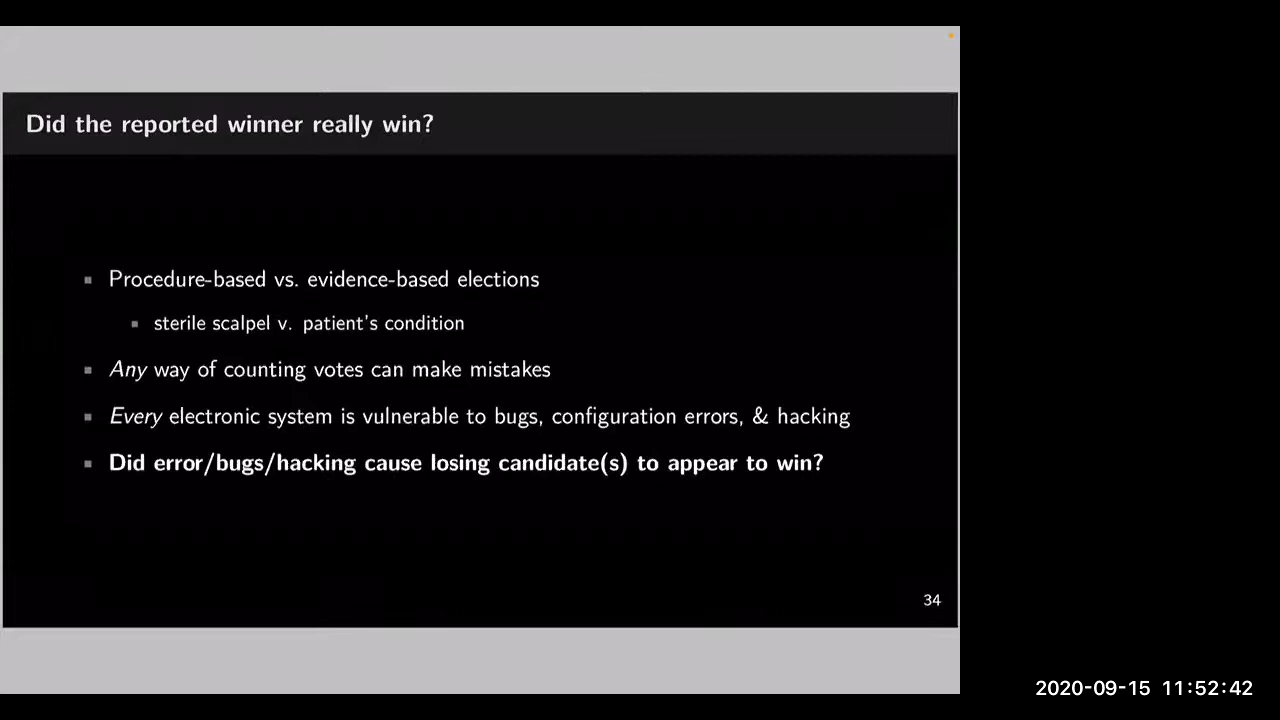 Did the reported winner really win?
Procedure-based vs. evidence-based elections
sterile scalpel v. patient's condition
Any way of counting votes can make mistakes
Every electronic system is vulnerable to bugs, configuration errors, & hacking
Did error/bugs/hacking cause losing candidate(s) to appear to win?
34
2020-09-15 11:52:42